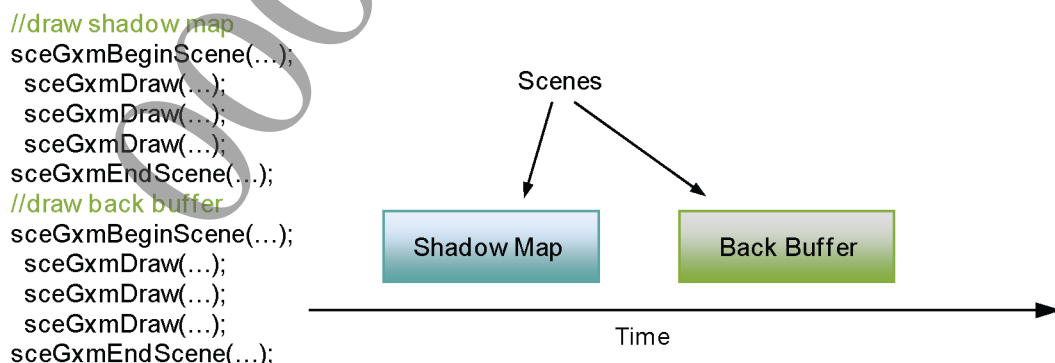 //draw shadow map
sceGxmBeginScene(…);
sceGxmDraw(…);
sceGxmDraw(…);
sceGxmDraw(…);
sceGxmEndScene(…);
//draw back buffer
sceGxmBeginScene(…);
sceGxmDraw(…);
sceGxmDraw(…);
sceGxmDraw(…);
sceGxmEndScene(…);
Scenes
Shadow Map
Back Buffer
Time